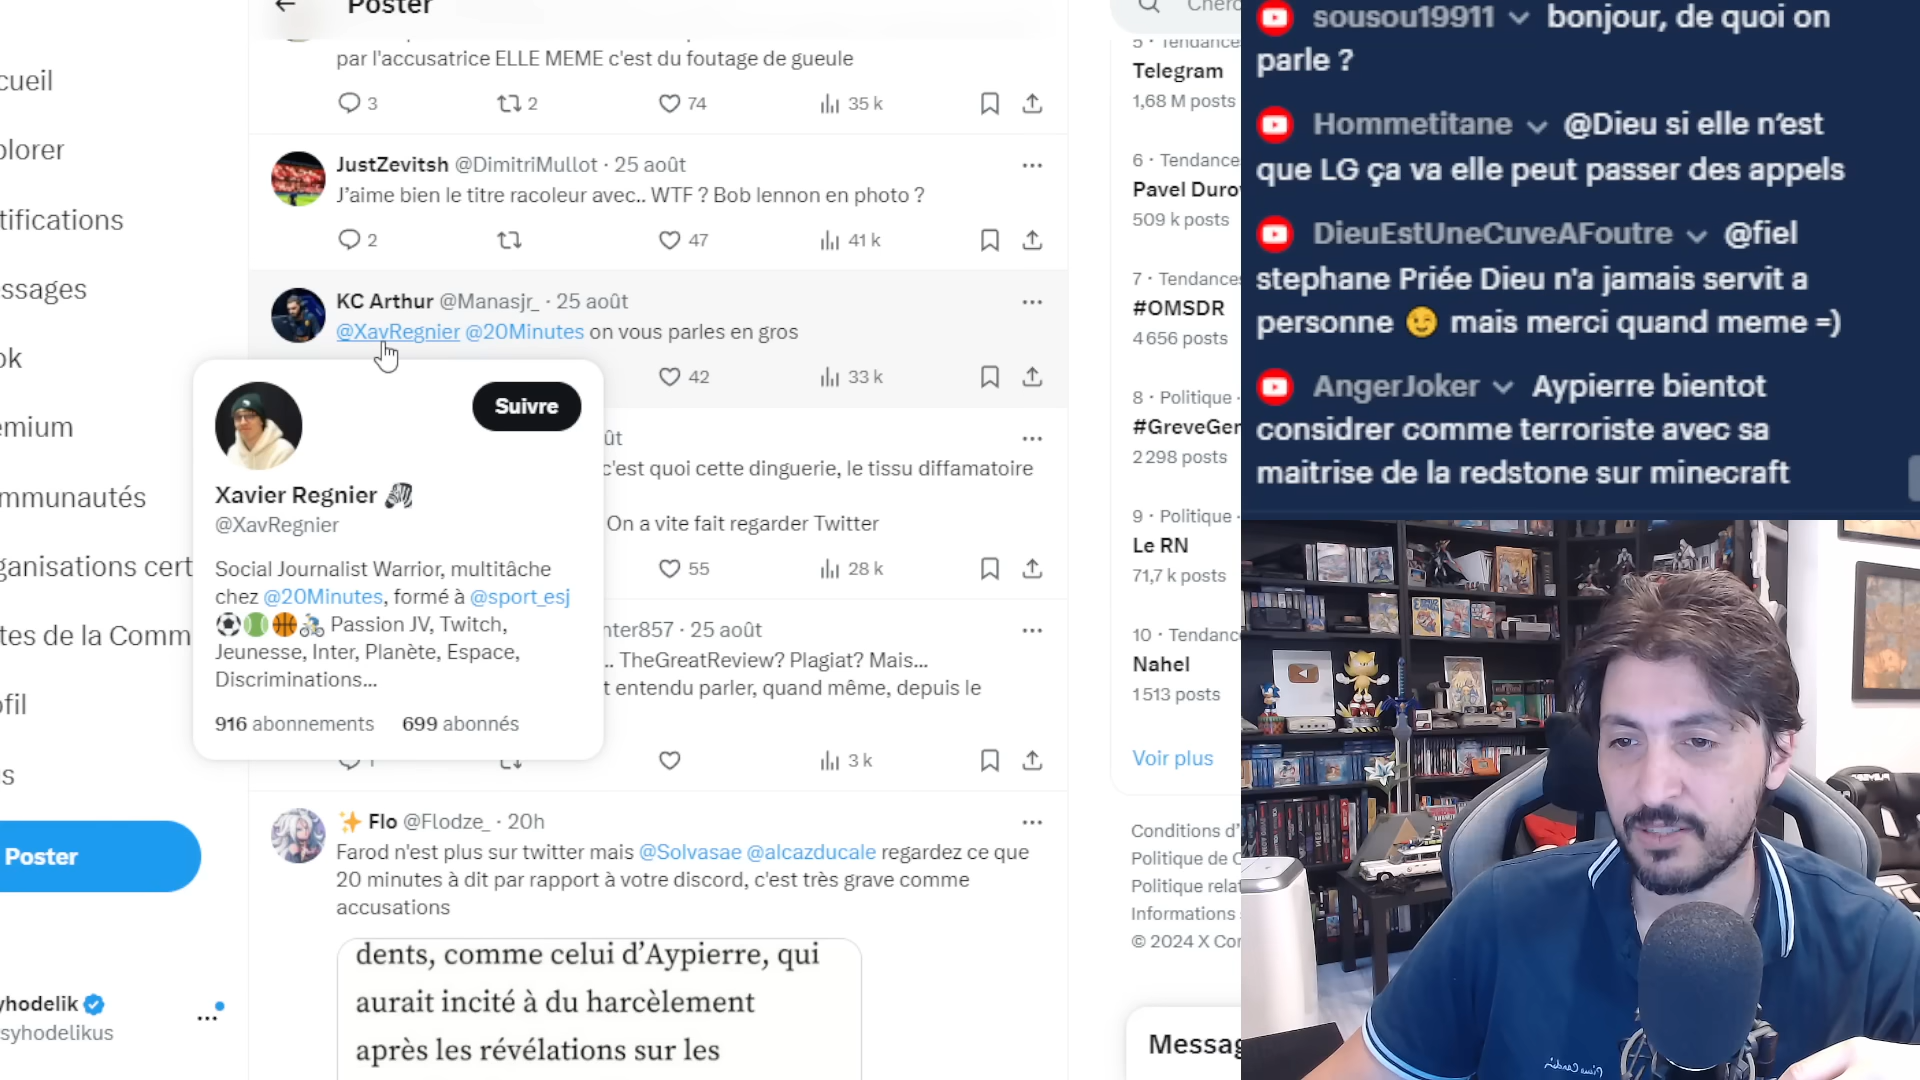 Poster
par l'accusatrice ELLE MEME c'est du foutage de gueule
3 2 74 35 k
JustZevitsh @DimitriMullot · 25 août
J'aime bien le titre racoleur avec.. WTF ? Bob lennon en photo ?
2 47 41 k
KC Arthur @Manasjr_ · 25 août
@XavRegnier @20Minutes on vous parles en gros
42 33 k
Suivre
Xavier Regnier
@XavRegnier
Social Journalist Warrior, multitâche
chez @20Minutes, formé à @sport_esj
Passion JV, Twitch,
Jeunesse, Inter, Planète, Espace,
Discriminations...
916 abonnements 699 abonnés
ût
c'est quoi cette dinguerie, le tissu diffamatoire
On a vite fait regarder Twitter
55 28 k
nter857 · 25 août
.. TheGreatReview? Plagiat? Mais...
t entendu parler, quand même, depuis le
1 3 k
Flo @Flodze_ · 20h
Farod n'est plus sur twitter mais @Solvasae @alcazducale regardez ce que
20 minutes à dit par rapport à votre discord, c'est très grave comme
accusations
dents, comme celui d'Aypierre, qui
aurait incité à du harcèlement
après les révélations sur les
cueil
plorer
tifications
ssages
ok
emium
mmunautés
ganisations cert
tes de la Comm
fil
s
Poster
yhodelik
syhodelikus
Cherc
5 · Tendances
Telegram
1,68 M posts
6 · Tendance
Pavel Duro
509 k posts
7 · Tendances
#OMSDR
4 656 posts
8 · Politique ·
#GreveGer
2 298 posts
9 · Politique ·
Le RN
71,7 k posts
10 · Tendanc
Nahel
1 513 posts
Voir plus
Conditions d'
Politique de C
Politique relat
Informations
© 2024 X Cor
Messag
sousou19911 bonjour, de quoi on
parle ?
Hommetitane @Dieu si elle n'est
que LG ça va elle peut passer des appels
DieuEstUneCuveAFoutre @fiel
stephane Priée Dieu n'a jamais servit a
personne 😉 mais merci quand meme =)
AngerJoker Aypierre bientot
considrer comme terroriste avec sa
maitrise de la redstone sur minecraft